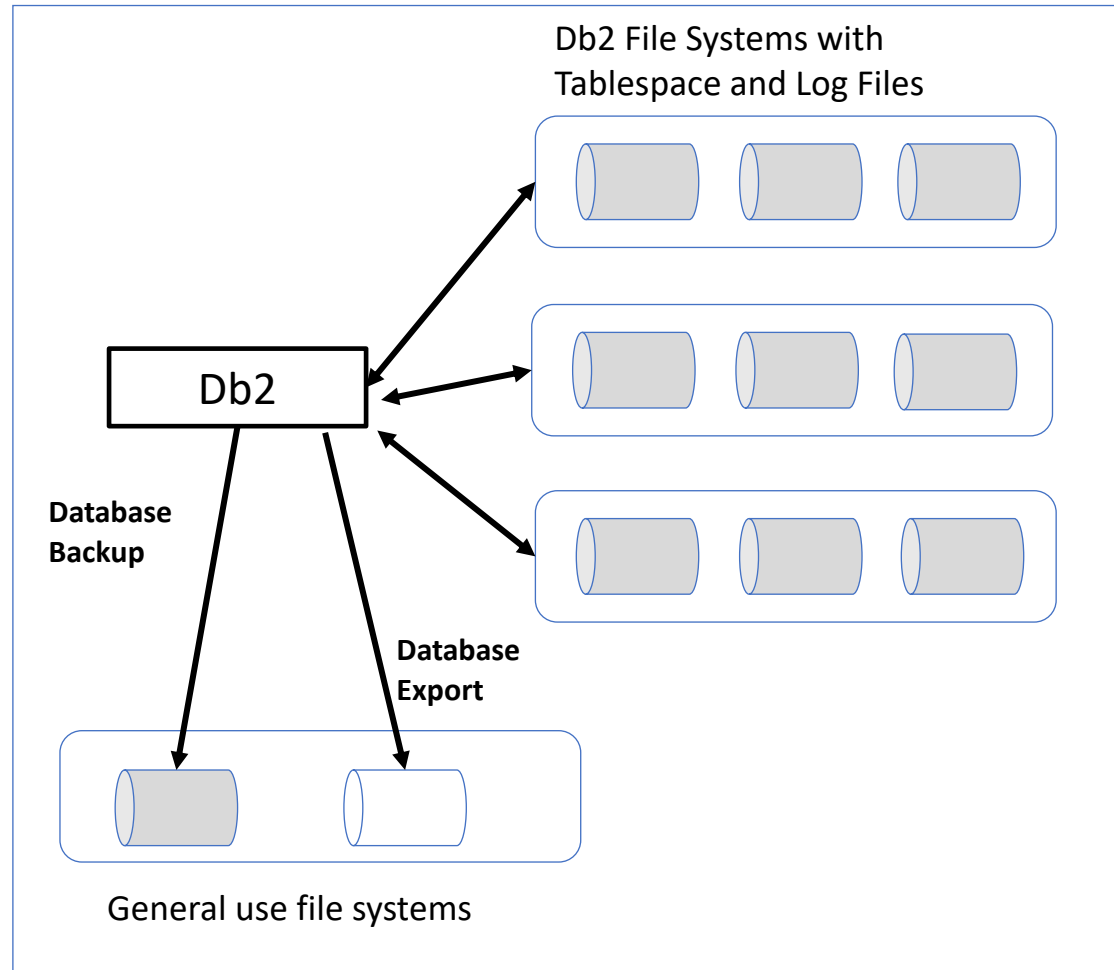 Db2 File Systems with
Tablespace and Log Files
Db2
Database
Backup
Database
Export
General use file systems